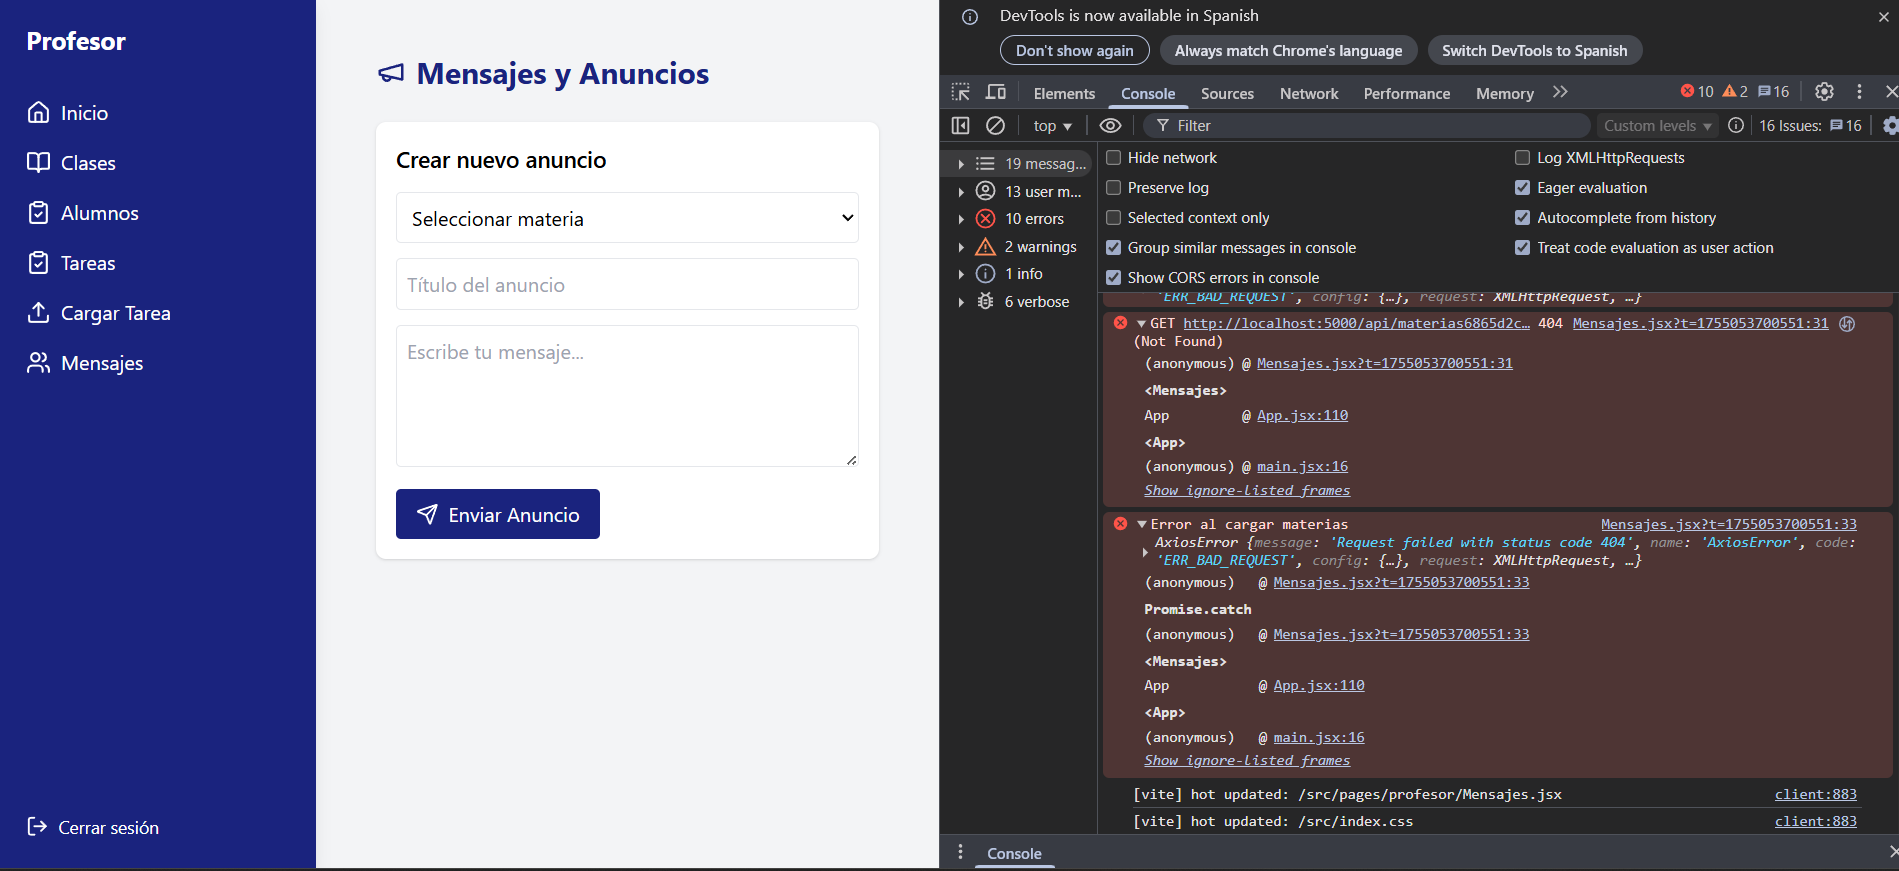 Profesor
Inicio
Clases
Alumnos
Tareas
Cargar Tarea
Mensajes
Cerrar sesión
Mensajes y Anuncios
Crear nuevo anuncio
Seleccionar materia
Título del anuncio
Escribe tu mensaje...
Enviar Anuncio
DevTools is now available in Spanish
Don't show again Always match Chrome's language Switch DevTools to Spanish
Elements Console Sources Network Performance Memory 10 2 16
top Filter Custom levels 16 Issues: 16
19 messag...
13 user m...
10 errors
2 warnings
1 info
6 verbose
Hide network Log XMLHttpRequests
Preserve log Eager evaluation
Selected context only Autocomplete from history
Group similar messages in console Treat code evaluation as user action
Show CORS errors in console
'ERR_BAD_REQUEST', config: {…}, request: XMLHttpRequest, …}
GET http://localhost:5000/api/materias6865d2c… 404 Mensajes.jsx?t=1755053700551:31
(Not Found)
(anonymous) @ Mensajes.jsx?t=1755053700551:31
<Mensajes>
App @ App.jsx:110
<App>
(anonymous) @ main.jsx:16
Show ignore-listed frames
Error al cargar materias Mensajes.jsx?t=1755053700551:33
AxiosError {message: 'Request failed with status code 404', name: 'AxiosError', code:
'ERR_BAD_REQUEST', config: {…}, request: XMLHttpRequest, …}
(anonymous) @ Mensajes.jsx?t=1755053700551:33
Promise.catch
(anonymous) @ Mensajes.jsx?t=1755053700551:33
<Mensajes>
App @ App.jsx:110
<App>
(anonymous) @ main.jsx:16
Show ignore-listed frames
[vite] hot updated: /src/pages/profesor/Mensajes.jsx client:883
[vite] hot updated: /src/index.css client:883
Console